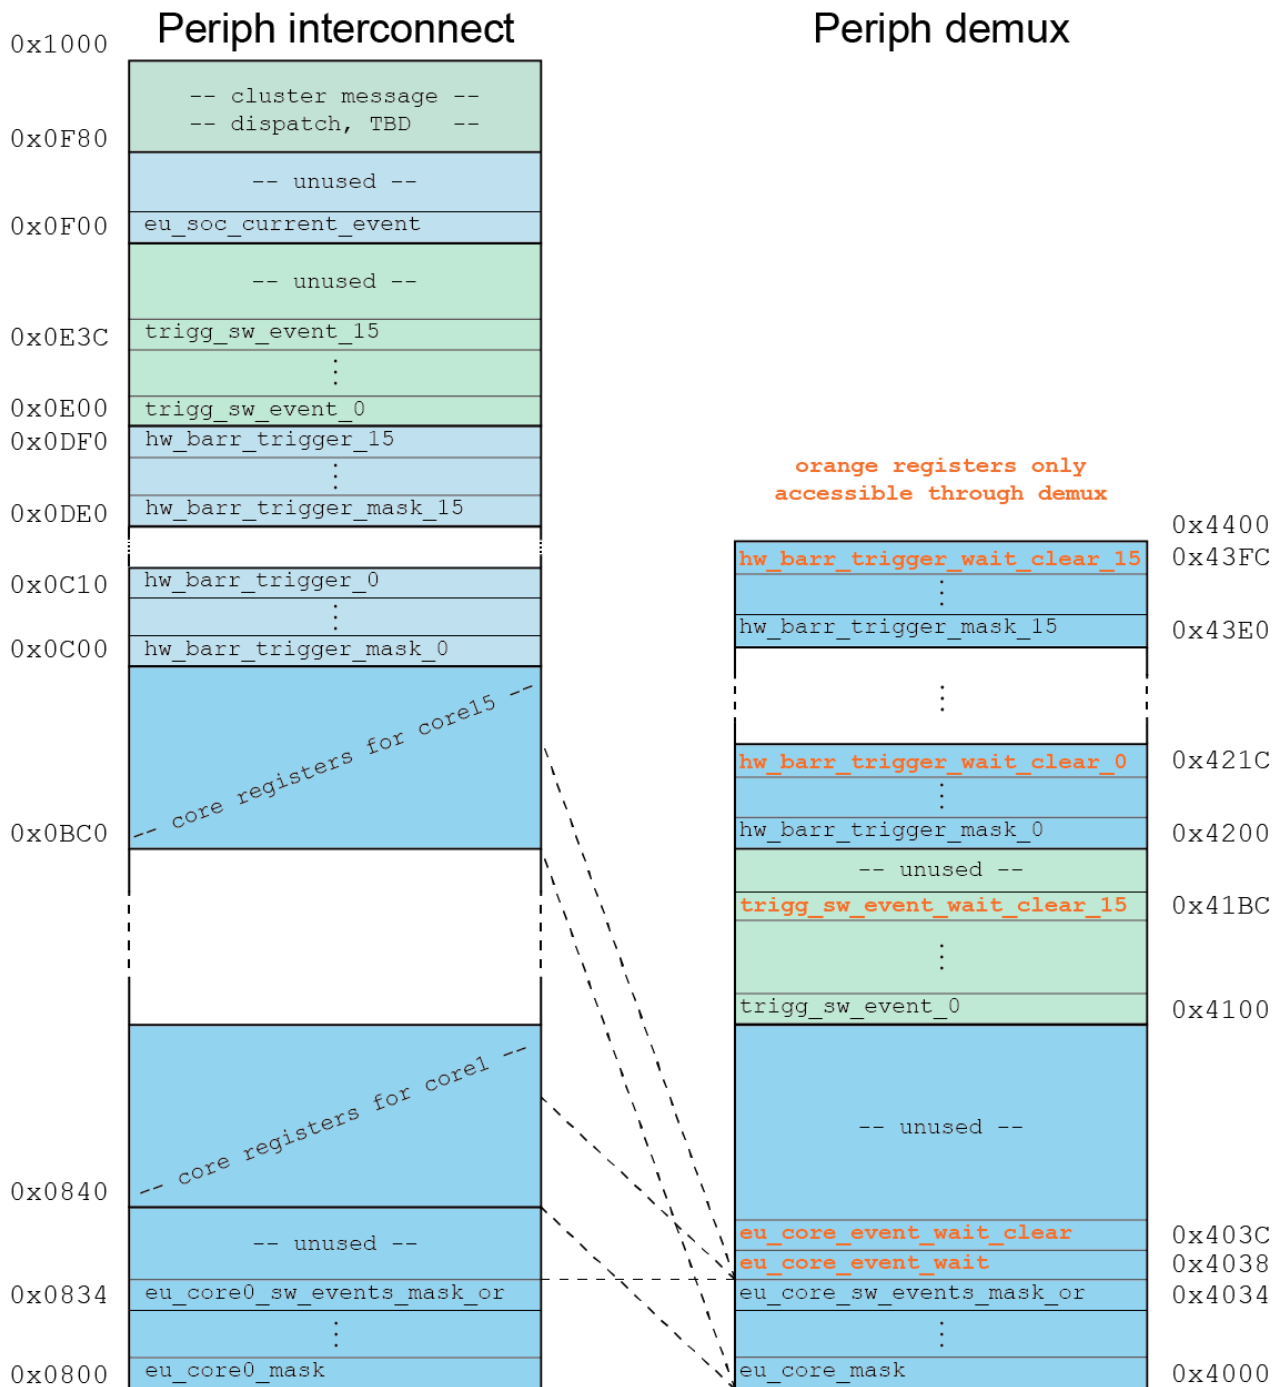 Periph interconnect
0x1000
-- cluster message --
-- dispatch, TBD --
0x0F80
-- unused --
0x0F00
eu_soc_current_event
-- unused --
0x0E3C
trigg_sw_event_15
⋮
0x0E00
trigg_sw_event_0
0x0DF0
hw_barr_trigger_15
⋮
0x0DE0
hw_barr_trigger_mask_15
0x0C10
hw_barr_trigger_0
⋮
0x0C00
hw_barr_trigger_mask_0
-- core registers for core15 --
0x0BC0
-- core registers for core1 --
0x0840
-- unused --
0x0834
eu_core0_sw_events_mask_or
⋮
0x0800
eu_core0_mask
Periph demux
orange registers only
accessible through demux
0x4400
hw_barr_trigger_wait_clear_15
0x43FC
⋮
hw_barr_trigger_mask_15
0x43E0
⋮
hw_barr_trigger_wait_clear_0
0x421C
⋮
hw_barr_trigger_mask_0
0x4200
-- unused --
trigg_sw_event_wait_clear_15
0x41BC
⋮
trigg_sw_event_0
0x4100
-- unused --
eu_core_event_wait_clear
0x403C
eu_core_event_wait
0x4038
eu_core_sw_events_mask_or
0x4034
⋮
eu_core_mask
0x4000